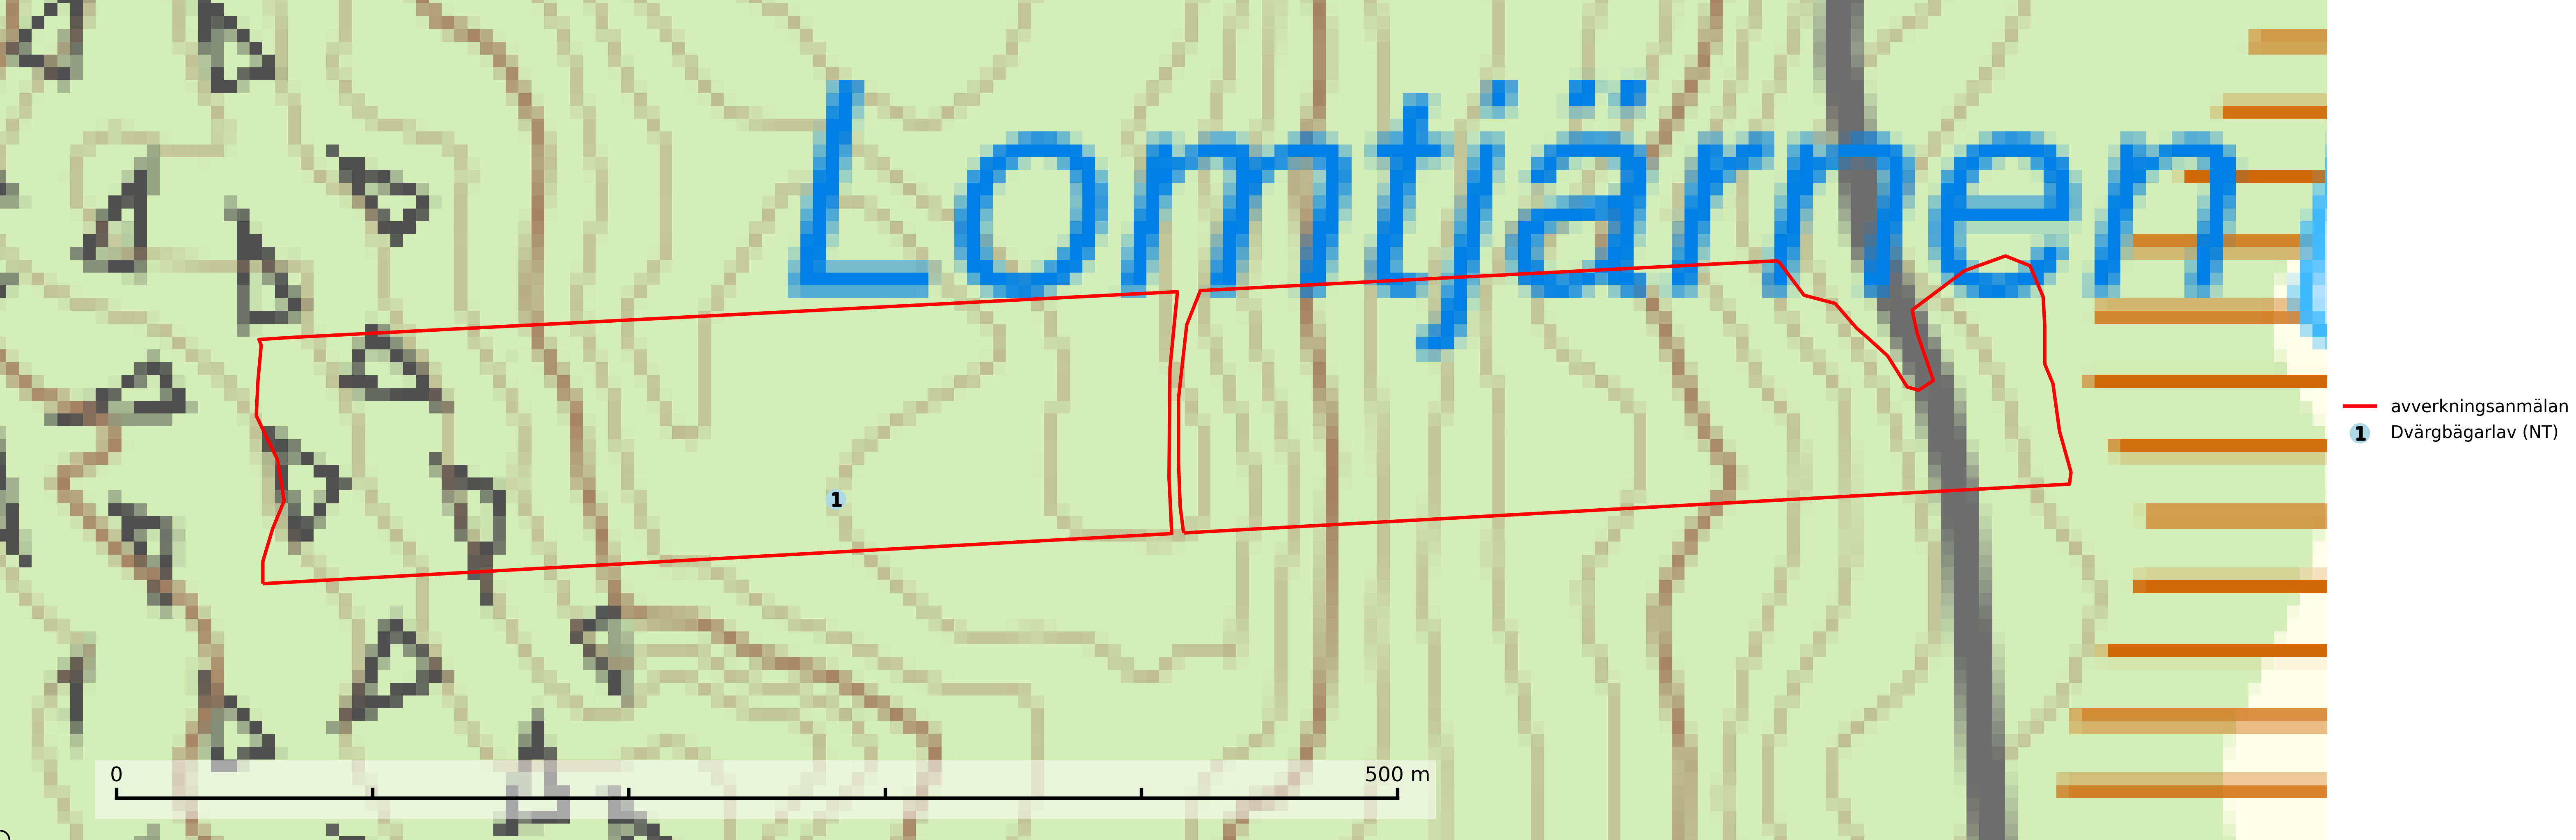 Lomtjärnen
avverkningsanmälan
1 Dvärgbägarlav (NT)
1
0 500 m